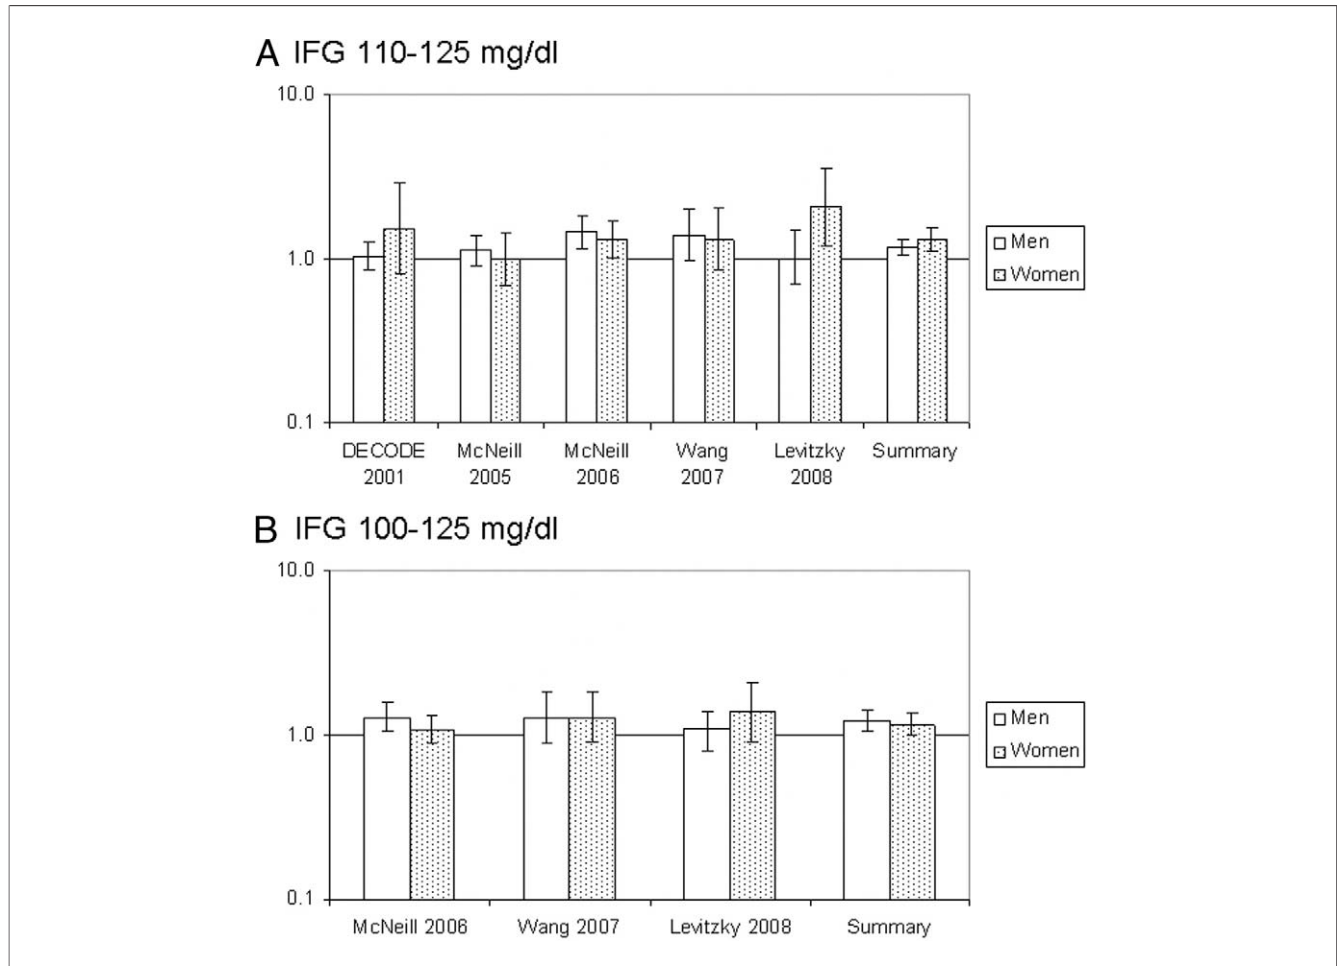 A IFG 110-125 mg/dl
10.0
1.0
0.1
Men
Women
DECODE McNeill McNeill Wang Levitzky Summary
2001 2005 2006 2007 2008
B IFG 100-125 mg/dl
10.0
1.0
0.1
Men
Women
McNeill 2006 Wang 2007 Levitzky 2008 Summary